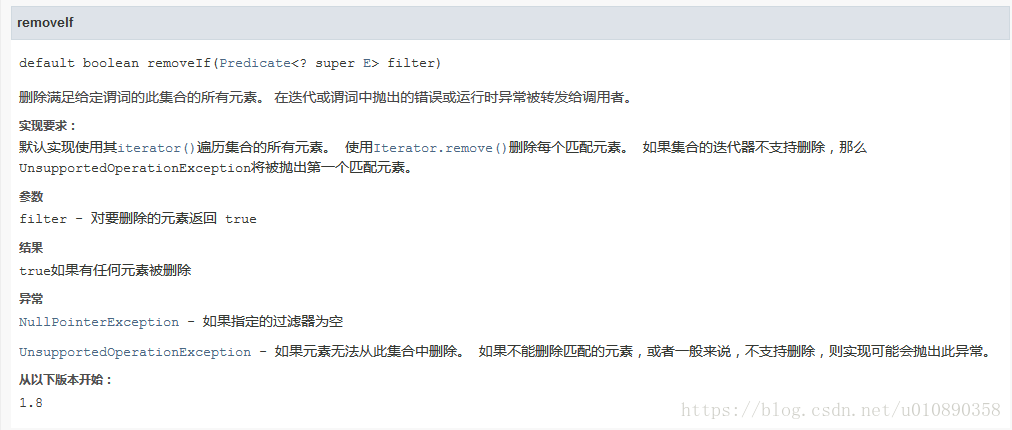 removeIf
default boolean removeIf(Predicate<? super E> filter)
删除满足给定谓词的此集合的所有元素。 在迭代或谓词中抛出的错误或运行时异常被转发给调用者。
实现要求：
默认实现使用其iterator()遍历集合的所有元素。 使用Iterator.remove()删除每个匹配元素。 如果集合的迭代器不支持删除，那么
UnsupportedOperationException将被抛出第一个匹配元素。
参数
filter - 对要删除的元素返回 true
结果
true如果有任何元素被删除
异常
NullPointerException - 如果指定的过滤器为空
UnsupportedOperationException - 如果元素无法从此集合中删除。 如果不能删除匹配的元素，或者一般来说，不支持删除，则实现可能会抛出此异常。
从以下版本开始：
1.8
https://blog.csdn.net/u010890358